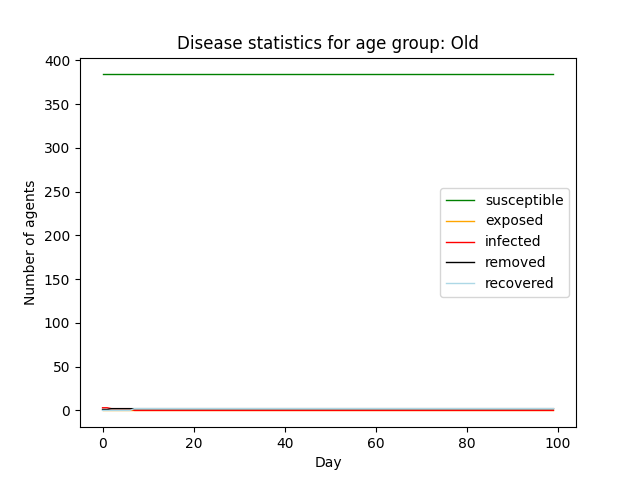 Disease statistics for age group: Old
Number of agents
400
350
300
250
200
150
100
50
0
susceptible
exposed
infected
removed
recovered
0 20 40 60 80 100
Day